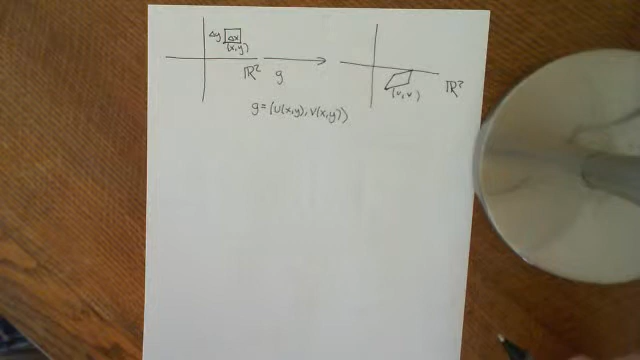 Δy Δx
(x,y)
ℝ² g ℝ²
(u,v)
g=(u(x,y),v(x,y))